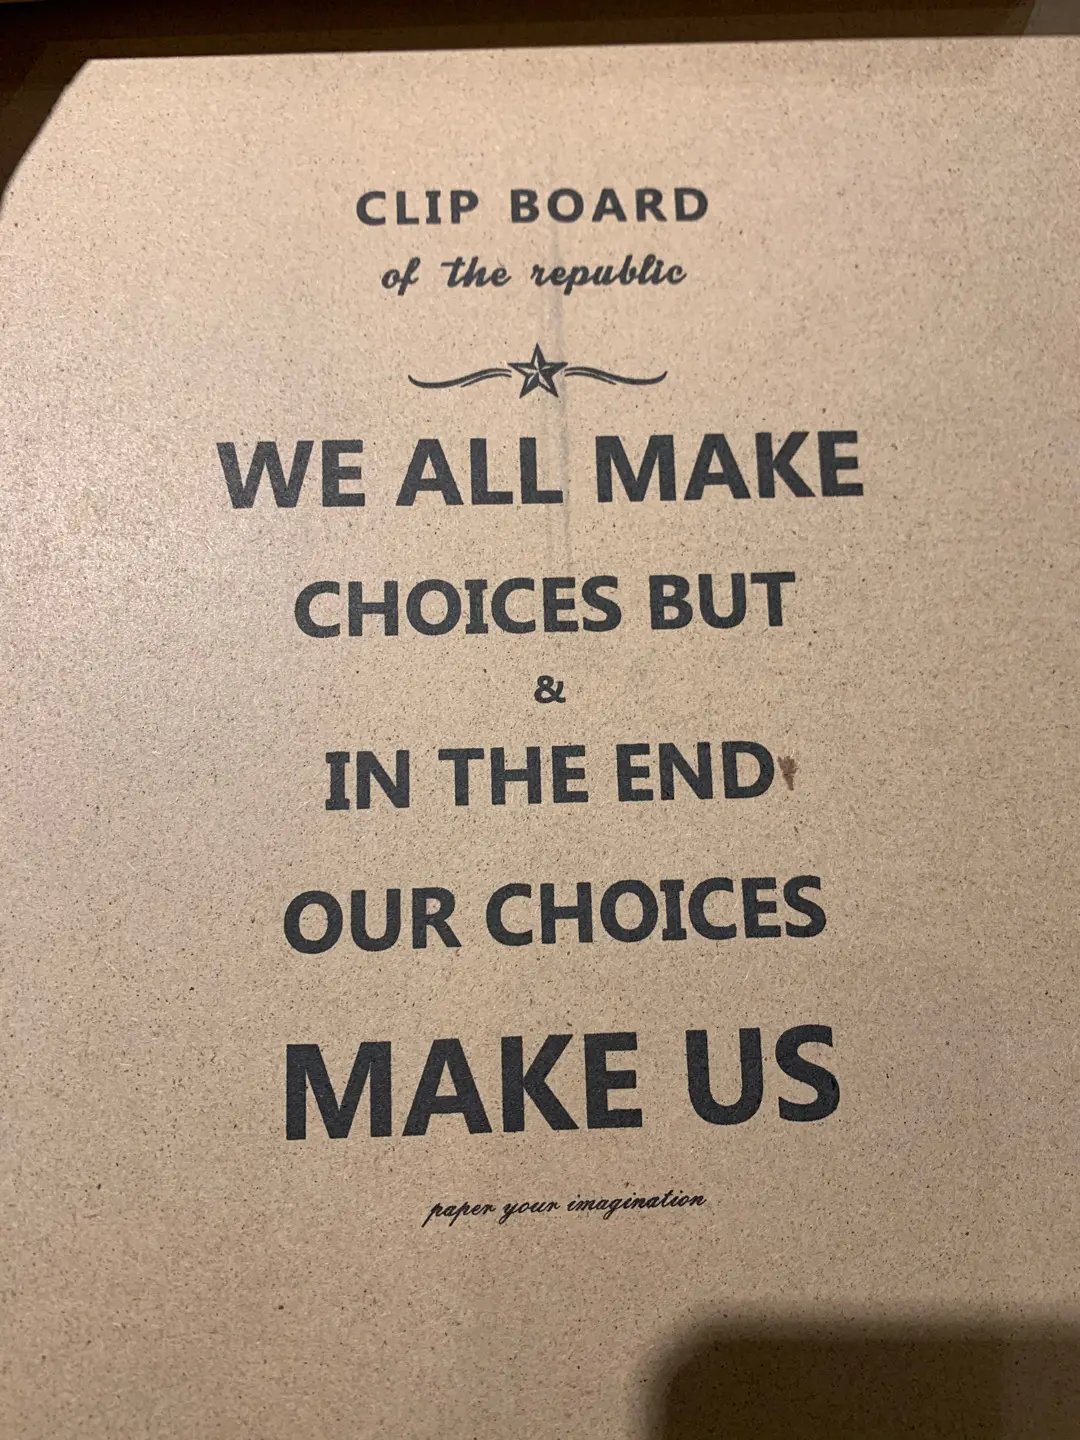 CLIP BOARD
of the republic
WE ALL MAKE
CHOICES BUT
&
IN THE END
OUR CHOICES
MAKE US
paper your imagination